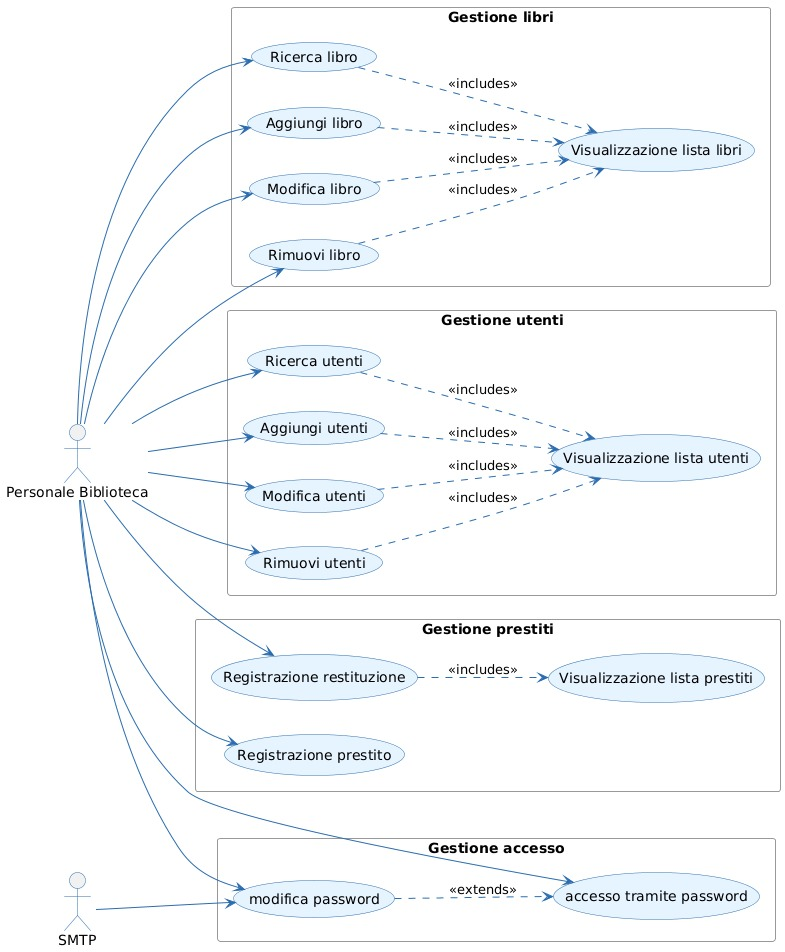 Gestione libri
Ricerca libro
«includes»
Aggiungi libro
«includes»
Visualizzazione lista libri
«includes»
Modifica libro
«includes»
Rimuovi libro
Gestione utenti
Ricerca utenti
«includes»
Aggiungi utenti
«includes»
Visualizzazione lista utenti
«includes»
Modifica utenti
«includes»
Rimuovi utenti
Personale Biblioteca
Gestione prestiti
Registrazione restituzione
«includes»
Visualizzazione lista prestiti
Registrazione prestito
Gestione accesso
modifica password
«extends»
accesso tramite password
SMTP